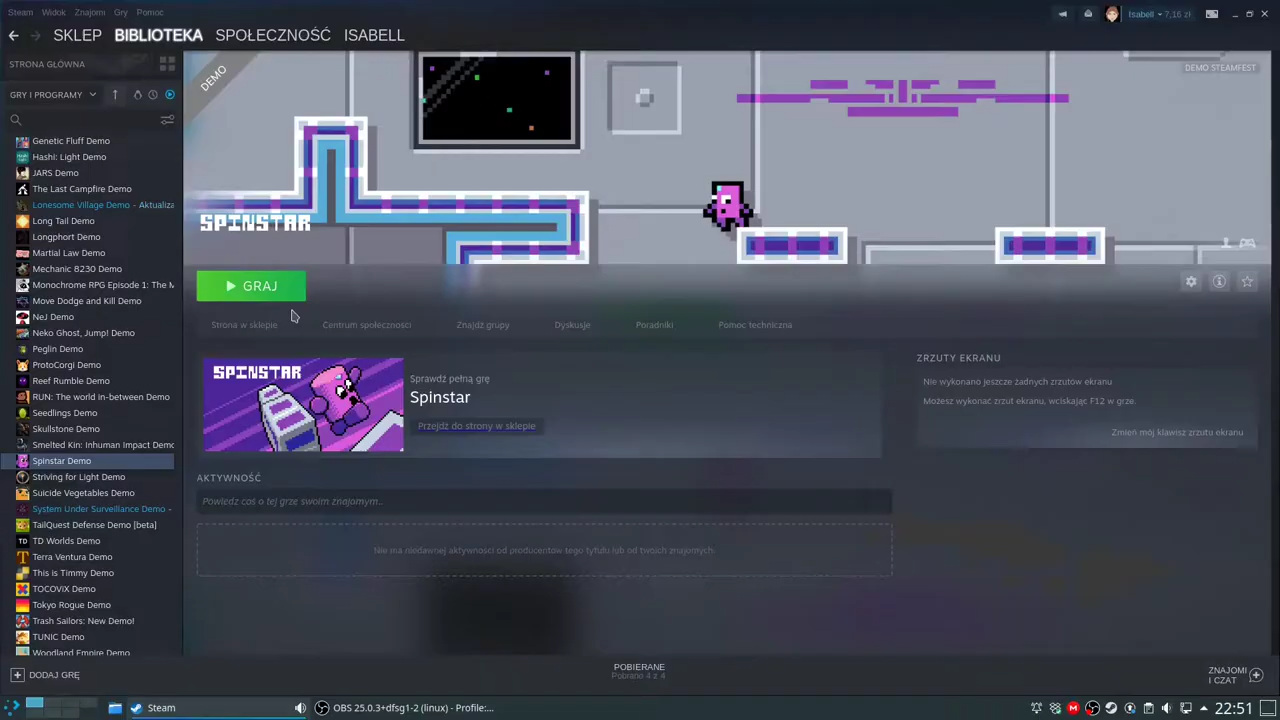 Steam Widok Znajomi Gry Pomoc
Isabell 7,16 zł
SKLEP BIBLIOTEKA SPOŁECZNOŚĆ ISABELL
STRONA GŁÓWNA
GRY I PROGRAMY
Genetic Fluff Demo
Hash!: Light Demo
JARS Demo
The Last Campfire Demo
Lonesome Village Demo - Aktualiza
Long Tail Demo
Longphort Demo
Martial Law Demo
Mechanic 8230 Demo
Monochrome RPG Episode 1: The M
Move Dodge and Kill Demo
NeJ Demo
Neko Ghost, Jump! Demo
Peglin Demo
ProtoCorgi Demo
Reef Rumble Demo
RUN: The world in-between Demo
Seedlings Demo
Skullstone Demo
Smelted Kin: Inhuman Impact Demo
Spinstar Demo
Striving for Light Demo
Suicide Vegetables Demo
System Under Surveillance Demo -
TailQuest Defense Demo [beta]
TD Worlds Demo
Terra Ventura Demo
This is Timmy Demo
TOCOViX Demo
Tokyo Rogue Demo
Trash Sailors: New Demo!
TUNIC Demo
Woodland Empire Demo
DEMO
DEMO STEAMFEST
SPINSTAR
GRAJ
Strona w sklepie Centrum społeczności Znajdź grupy Dyskusje Poradniki Pomoc techniczna
SPINSTAR
Sprawdź pełną grę
Spinstar
Przejdź do strony w sklepie
ZRZUTY EKRANU
Nie wykonano jeszcze żadnych zrzutów ekranu
Możesz wykonać zrzut ekranu, wciskając F12 w grze.
Zmień mój klawisz zrzutu ekranu
AKTYWNOŚĆ
Powiedz coś o tej grze swoim znajomym...
Nie ma niedawnej aktywności od producentów tego tytułu lub od twoich znajomych.
DODAJ GRĘ
POBIERANE
Pobrano 4 z 4
ZNAJOMI
I CZAT
Steam
OBS 25.0.3+dfsg1-2 (linux) - Profile:...
22:51